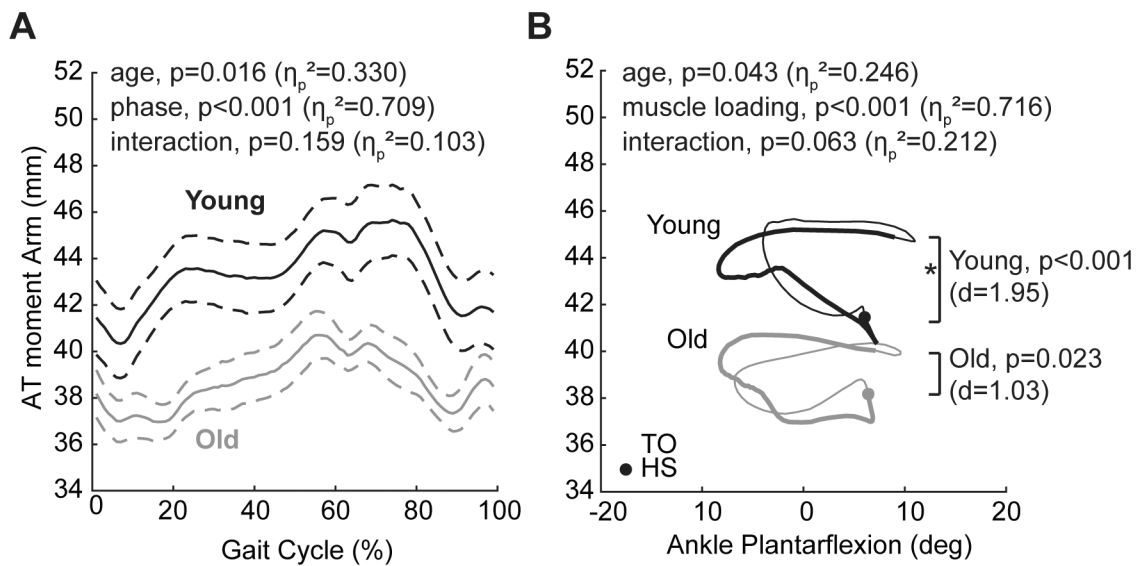 A
52
50
48
46
44
42
40
38
36
34
AT moment Arm (mm)
age, p=0.016 (ηp²=0.330)
phase, p<0.001 (ηp²=0.709)
interaction, p=0.159 (ηp²=0.103)
Young
Old
0 20 40 60 80 100
Gait Cycle (%)
B
52
50
48
46
44
42
40
38
36
34
age, p=0.043 (ηp²=0.246)
muscle loading, p<0.001 (ηp²=0.716)
interaction, p=0.063 (ηp²=0.212)
Young
Old
* Young, p<0.001
(d=1.95)
Old, p=0.023
(d=1.03)
TO
HS
-20 10 0 10 20
Ankle Plantarflexion (deg)